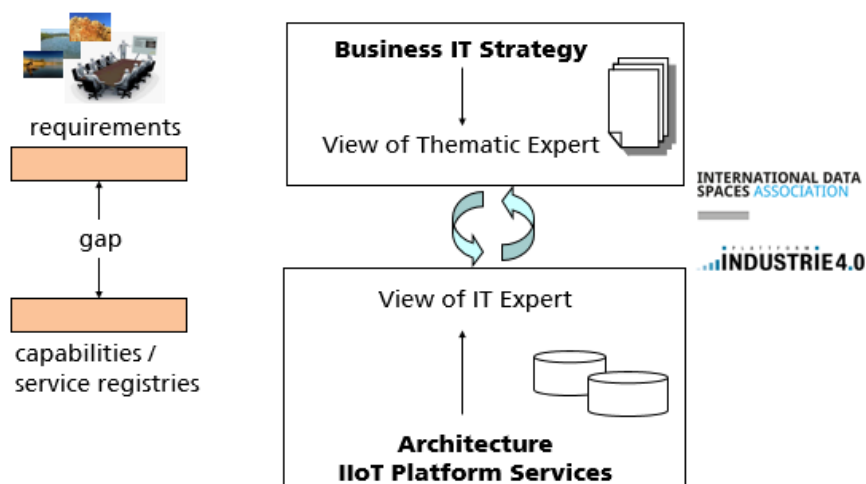 requirements
gap
capabilities /
service registries
Business IT Strategy
View of Thematic Expert
View of IT Expert
Architecture
IIoT Platform Services
INTERNATIONAL DATA
SPACES ASSOCIATION
PLATTFORM
INDUSTRIE4.0